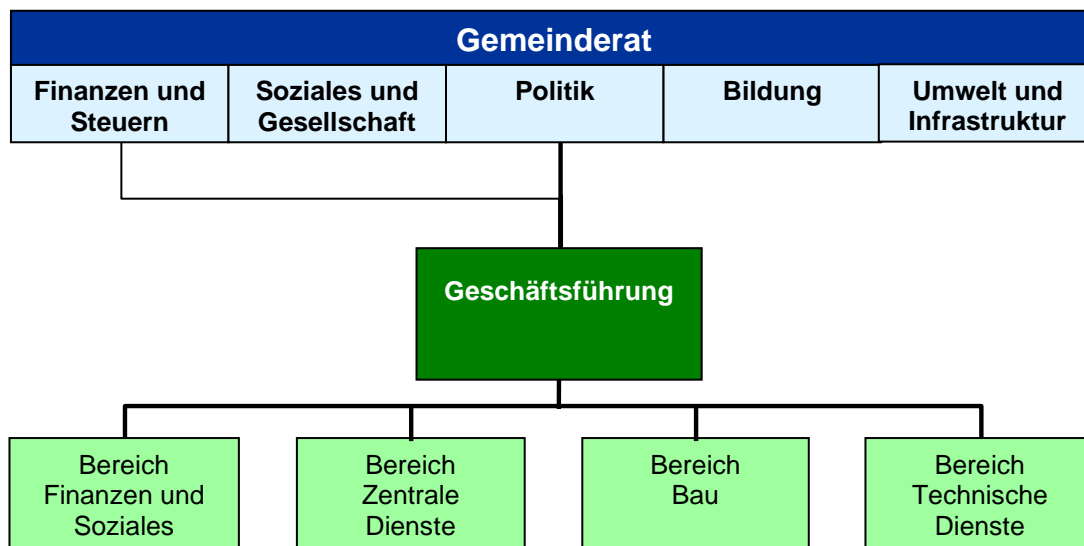 Gemeinderat
Finanzen und
Steuern
Soziales und
Gesellschaft
Politik
Bildung
Umwelt und
Infrastruktur
Geschäftsführung
Bereich
Finanzen und
Soziales
Bereich
Zentrale
Dienste
Bereich
Bau
Bereich
Technische
Dienste